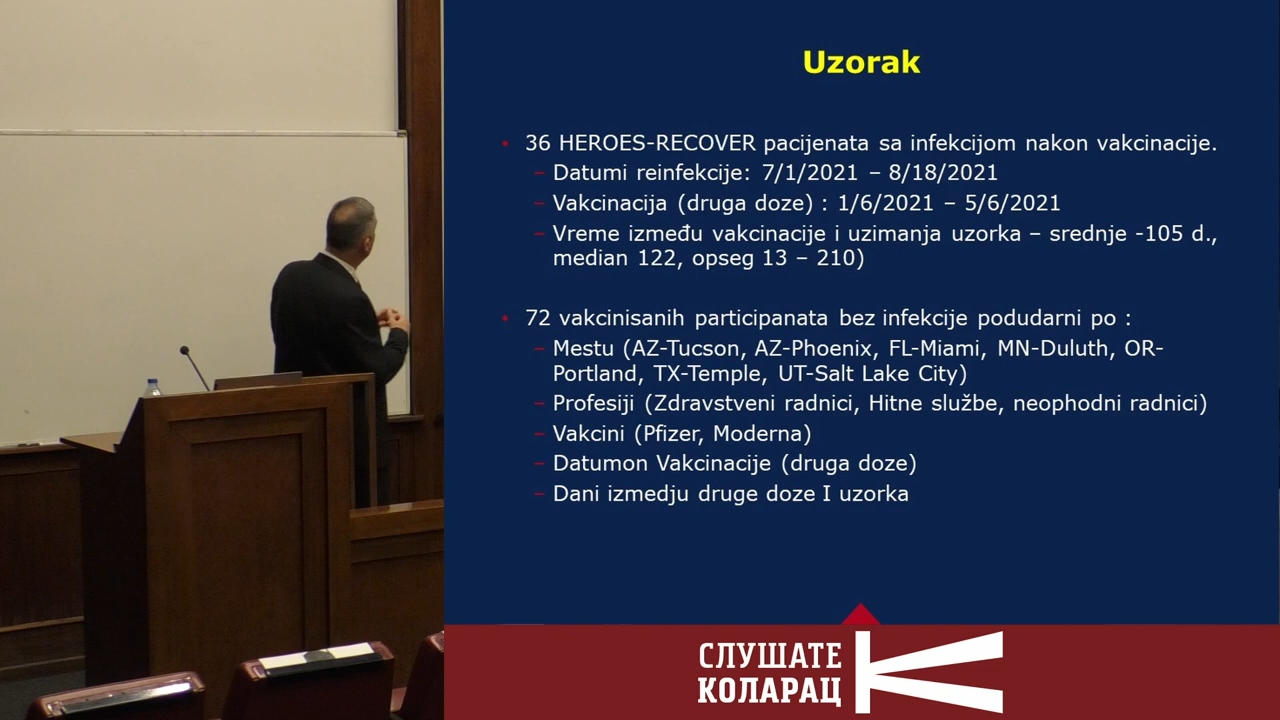 Uzorak
• 36 HEROES-RECOVER pacijenata sa infekcijom nakon vakcinacije.
– Datumi reinfekcije: 7/1/2021 – 8/18/2021
– Vakcinacija (druga doze) : 1/6/2021 – 5/6/2021
– Vreme između vakcinacije i uzimanja uzorka – srednje -105 d.,
median 122, opseg 13 – 210)
• 72 vakcinisanih participanata bez infekcije podudarni po :
– Mestu (AZ-Tucson, AZ-Phoenix, FL-Miami, MN-Duluth, OR-
Portland, TX-Temple, UT-Salt Lake City)
– Profesiji (Zdravstveni radnici, Hitne službe, neophodni radnici)
– Vakcini (Pfizer, Moderna)
– Datumon Vakcinacije (druga doze)
– Dani izmedju druge doze I uzorka
СЛУШАТЕ
КОЛАРАЦ